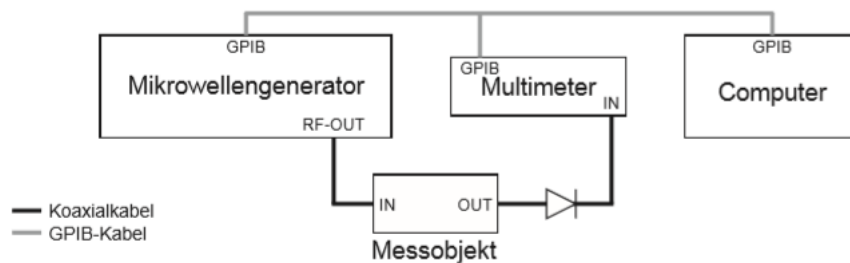 GPIB
Mikrowellengenerator
RF-OUT
GPIB
Multimeter
IN
GPIB
Computer
IN
OUT
Messobjekt
Koaxialkabel
GPIB-Kabel